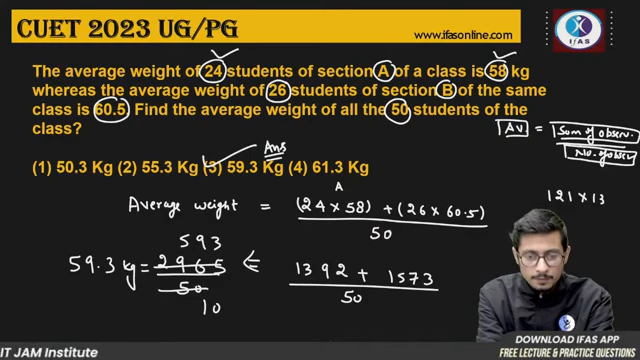 CUET 2023 UG/PG
www.ifasonline.com
iFAS
The average weight of 24 students of section A of a class is 58 kg
whereas the average weight of 26 students of section B of the same
class is 60.5 Find the average weight of all the 50 students of the
class?
Av = Sum of observ.
No. of obser
Ans
(1) 50.3 Kg (2) 55.3 Kg (3) 59.3 Kg (4) 61.3 Kg
A
Average weight = (24 × 58) + (26 × 60.5)
50
121 × 13
593
59.3 kg = 2965 ⇐ 1392 + 1573
50 50
10
IT JAM Institute
DOWNLOAD IFAS
FREE LECTURE & PRACTICE QUESTIONS